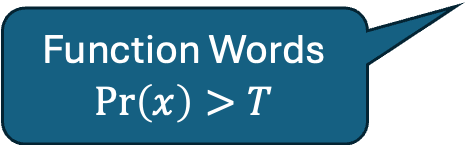 Function Words
Pr(𝑥) > 𝑇